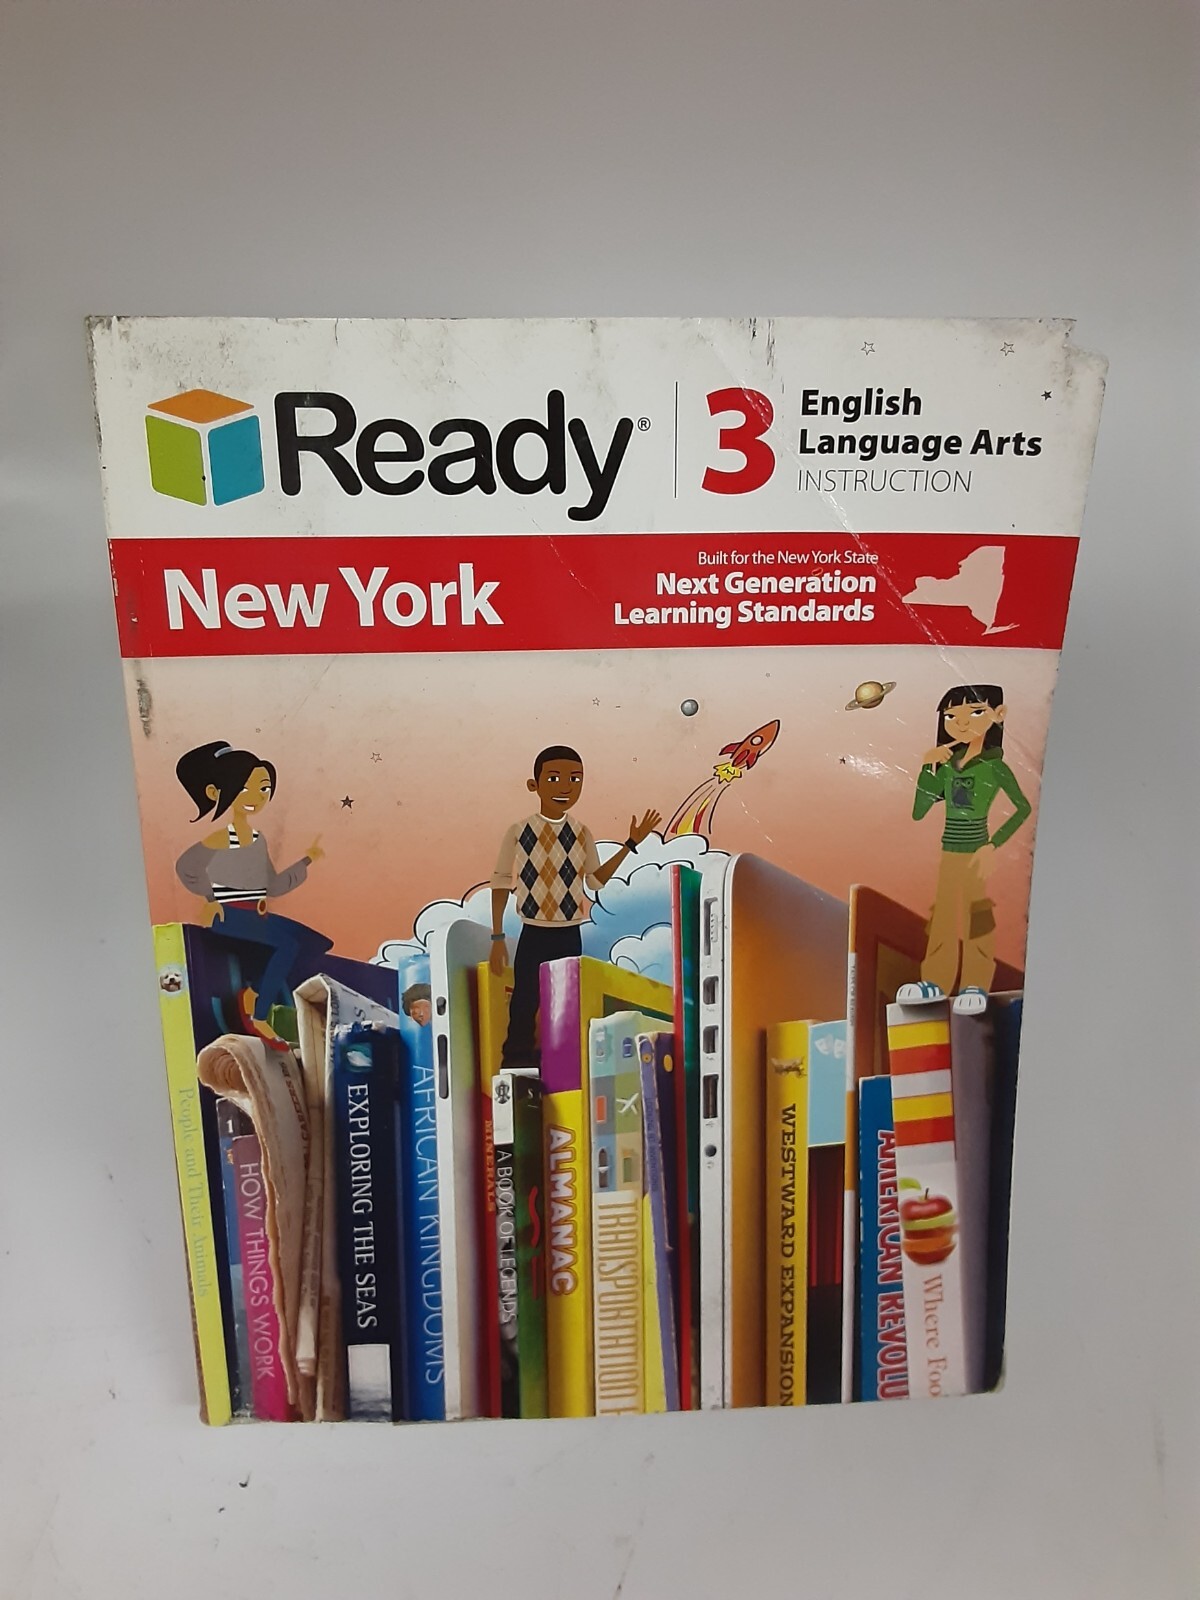 Ready®
3
English
Language Arts
INSTRUCTION
New York
Built for the New York State
Next Generation
Learning Standards
People and Their Animals
1
HOW THINGS WORK
EXPLORING THE SEAS
AFRICAN KINGDOMS
MINERALS
A BOOK OF LEGENDS
ALMANAC
TRANSPORTATION
WESTWARD EXPANSION
AMERICAN REVOLU
Where Foo